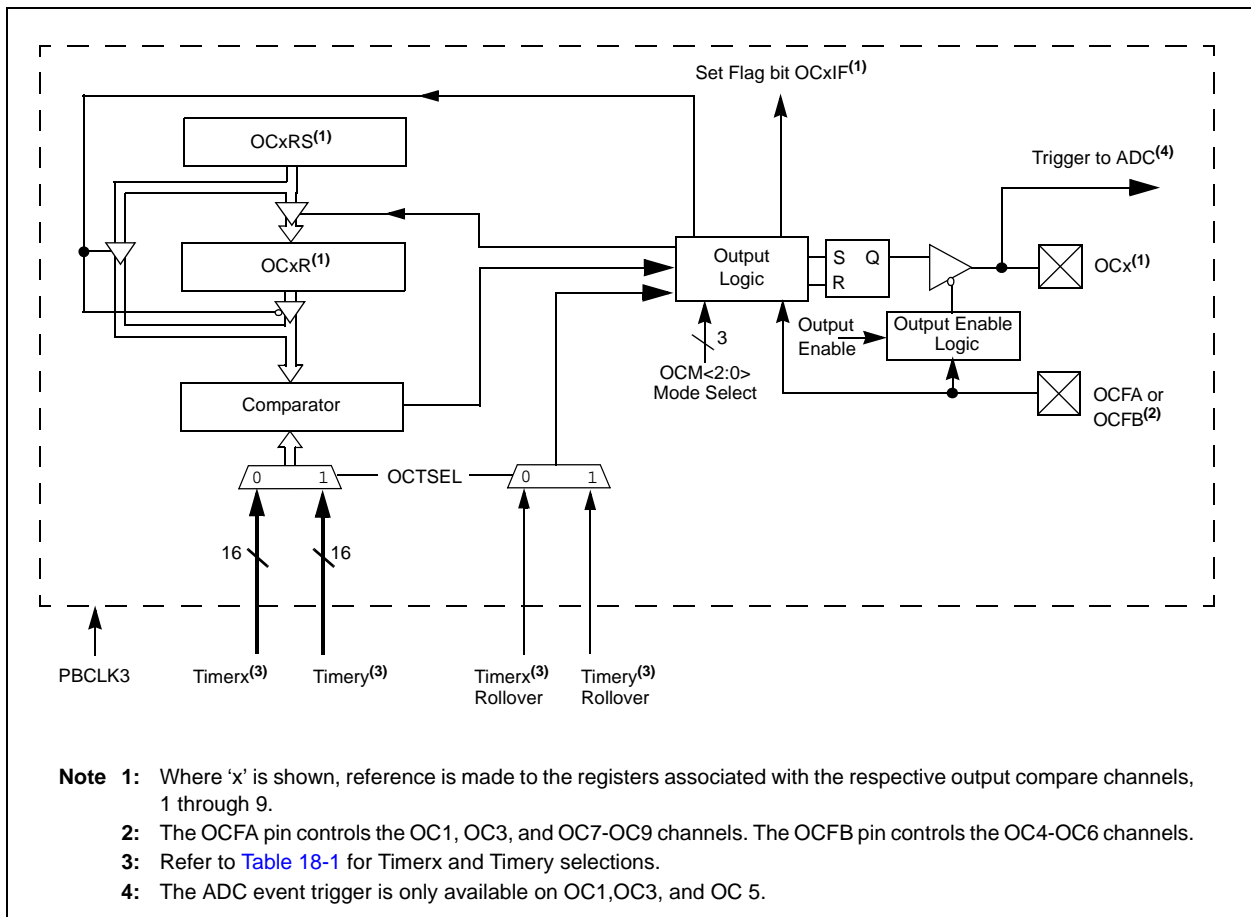 Set Flag bit OCxIF(1)
OCxRS(1)
Trigger to ADC(4)
OCxR(1)
Output
Logic
S Q
R
OCx(1)
3
Output
Enable
Output Enable
Logic
OCM<2:0>
Mode Select
Comparator
OCFA or
OCFB(2)
0 1
OCTSEL
0 1
16
16
PBCLK3
Timerx(3)
Timery(3)
Timerx(3)
Rollover
Timery(3)
Rollover
Note 1: Where ‘x’ is shown, reference is made to the registers associated with the respective output compare channels,
1 through 9.
2: The OCFA pin controls the OC1, OC3, and OC7-OC9 channels. The OCFB pin controls the OC4-OC6 channels.
3: Refer to Table 18-1 for Timerx and Timery selections.
4: The ADC event trigger is only available on OC1,OC3, and OC 5.